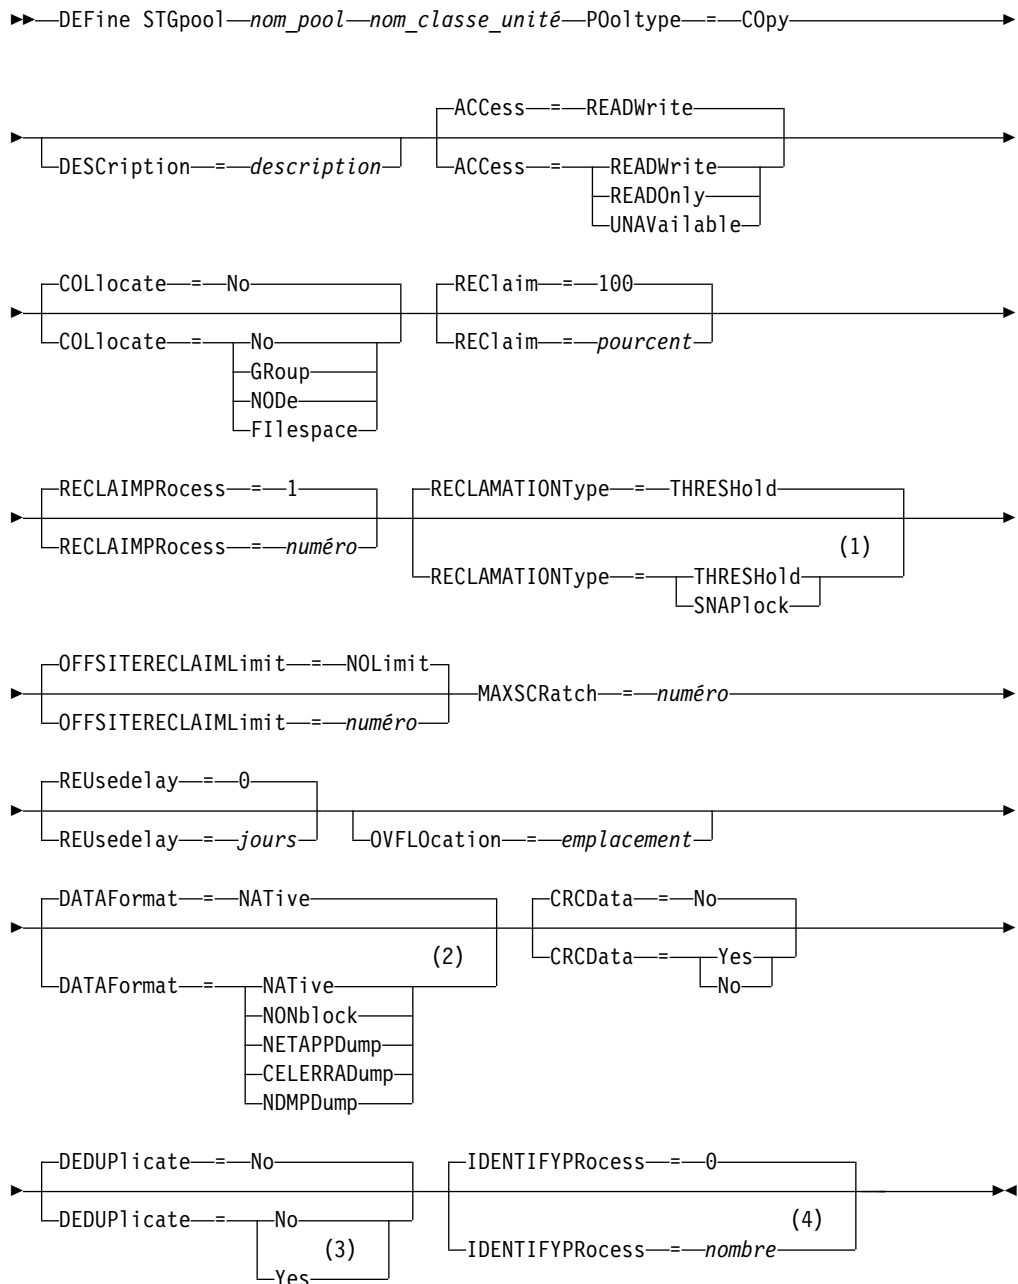 DEFine STGpool nom_pool nom_classe_unité POoltype = COpy
ACCess = READWrite
DESCription = description ACCess = READWrite
READOnly
UNAVailable
COLlocate = No REClaim = 100
COLlocate = No REClaim = pourcent
GRoup
NODe
FIlespace
RECLAIMPRocess = 1 RECLAMATIONType = THRESHold
RECLAIMPRocess = numéro (1)
RECLAMATIONType = THRESHold
SNAPlock
OFFSITERECLAIMLimit = NOLimit
MAXSCRatch = numéro
OFFSITERECLAIMLimit = numéro
REUsedelay = 0
REUsedelay = jours OVFLOcation = emplacement
DATAFormat = NATive CRCData = No
(2) CRCData = Yes
DATAFormat = NATive No
NONblock
NETAPPDump
CELERRADump
NDMPDump
DEDUPlicate = No IDENTIFYPRocess = 0
DEDUPlicate = No (4)
(3) IDENTIFYPRocess = nombre
Yes